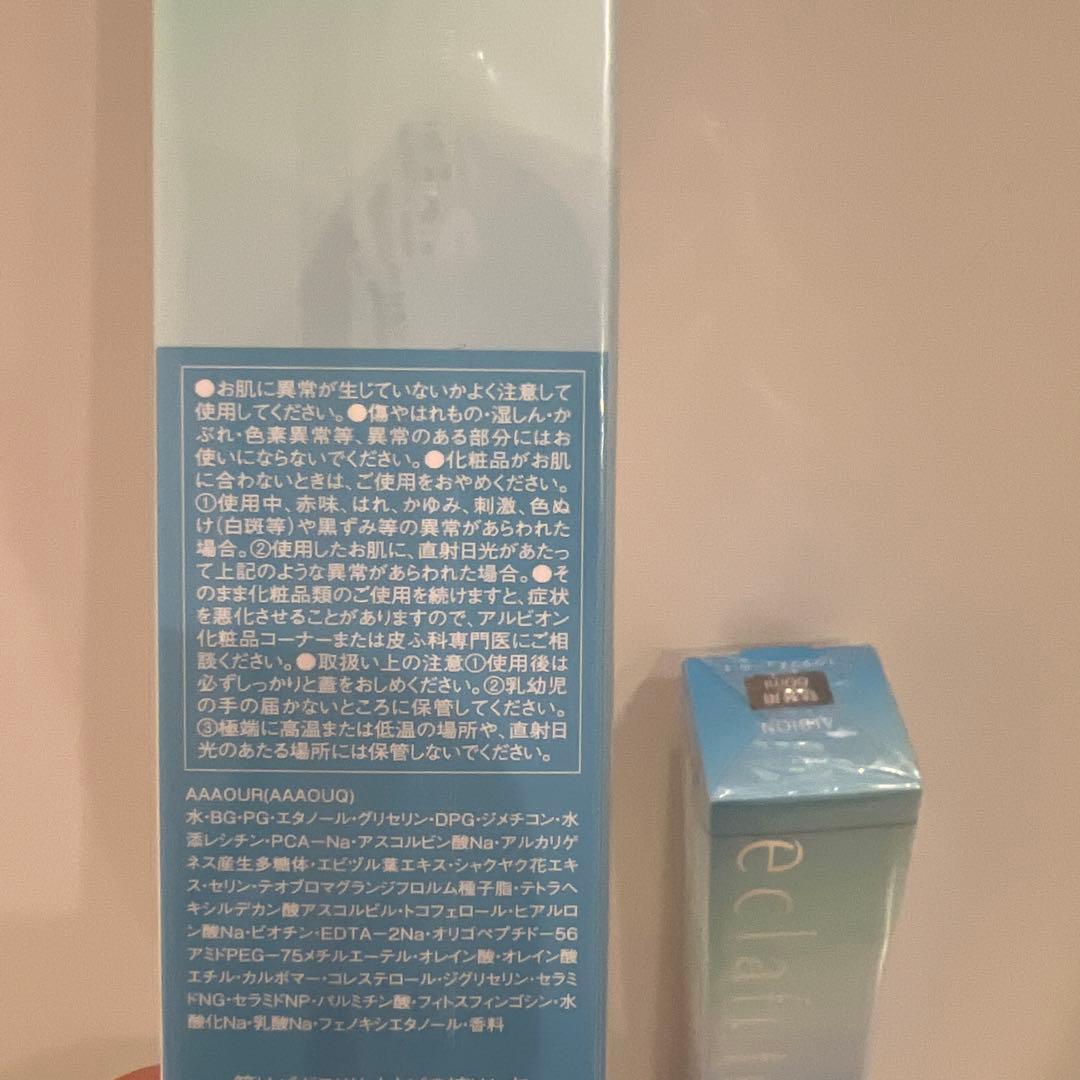 ●お肌に異常が生じていないかよく注意して
使用してください。●傷やはれもの・湿しん・か
ぶれ・色素異常等、異常のある部分にはお
使いにならないでください。●化粧品がお肌
に合わないときは、ご使用をおやめください。
①使用中、赤味、はれ、かゆみ、刺激、色ぬ
け(白斑等)や黒ずみ等の異常があらわれた
場合。②使用したお肌に、直射日光があたっ
て上記のような異常があらわれた場合。●そ
のまま化粧品類のご使用を続けますと、症状
を悪化させることがありますので、アルビオン
化粧品コーナーまたは皮ふ科専門医にご相
談ください。●取扱い上の注意①使用後は
必ずしっかりと蓋をおしめください。②乳幼児
の手の届かないところに保管してください。
③極端に高温または低温の場所や、直射日
光のあたる場所には保管しないでください。
AAAOUR(AAAOUQ)
水・BG・PG・エタノール・グリセリン・DPG・ジメチコン・水
添レシチン・PCA−Na・アスコルビン酸Na・アルカリゲ
ネス産生多糖体・エビヅル葉エキス・シャクヤク花エキ
ス・セリン・テオブロマグランジフロルム種子脂・テトラヘ
キシルデカン酸アスコルビル・トコフェロール・ヒアルロ
ン酸Na・ビオチン・EDTA−2Na・オリゴペプチド−56
アミドPEG−75メチルエーテル・オレイン酸・オレイン酸
エチル・カルボマー・コレステロール・ジグリセリン・セラミ
ドNG・セラミドNP・パルミチン酸・フィトスフィンゴシン・水
酸化Na・乳酸Na・フェノキシエタノール・香料
60ml
ALBION
eclafu